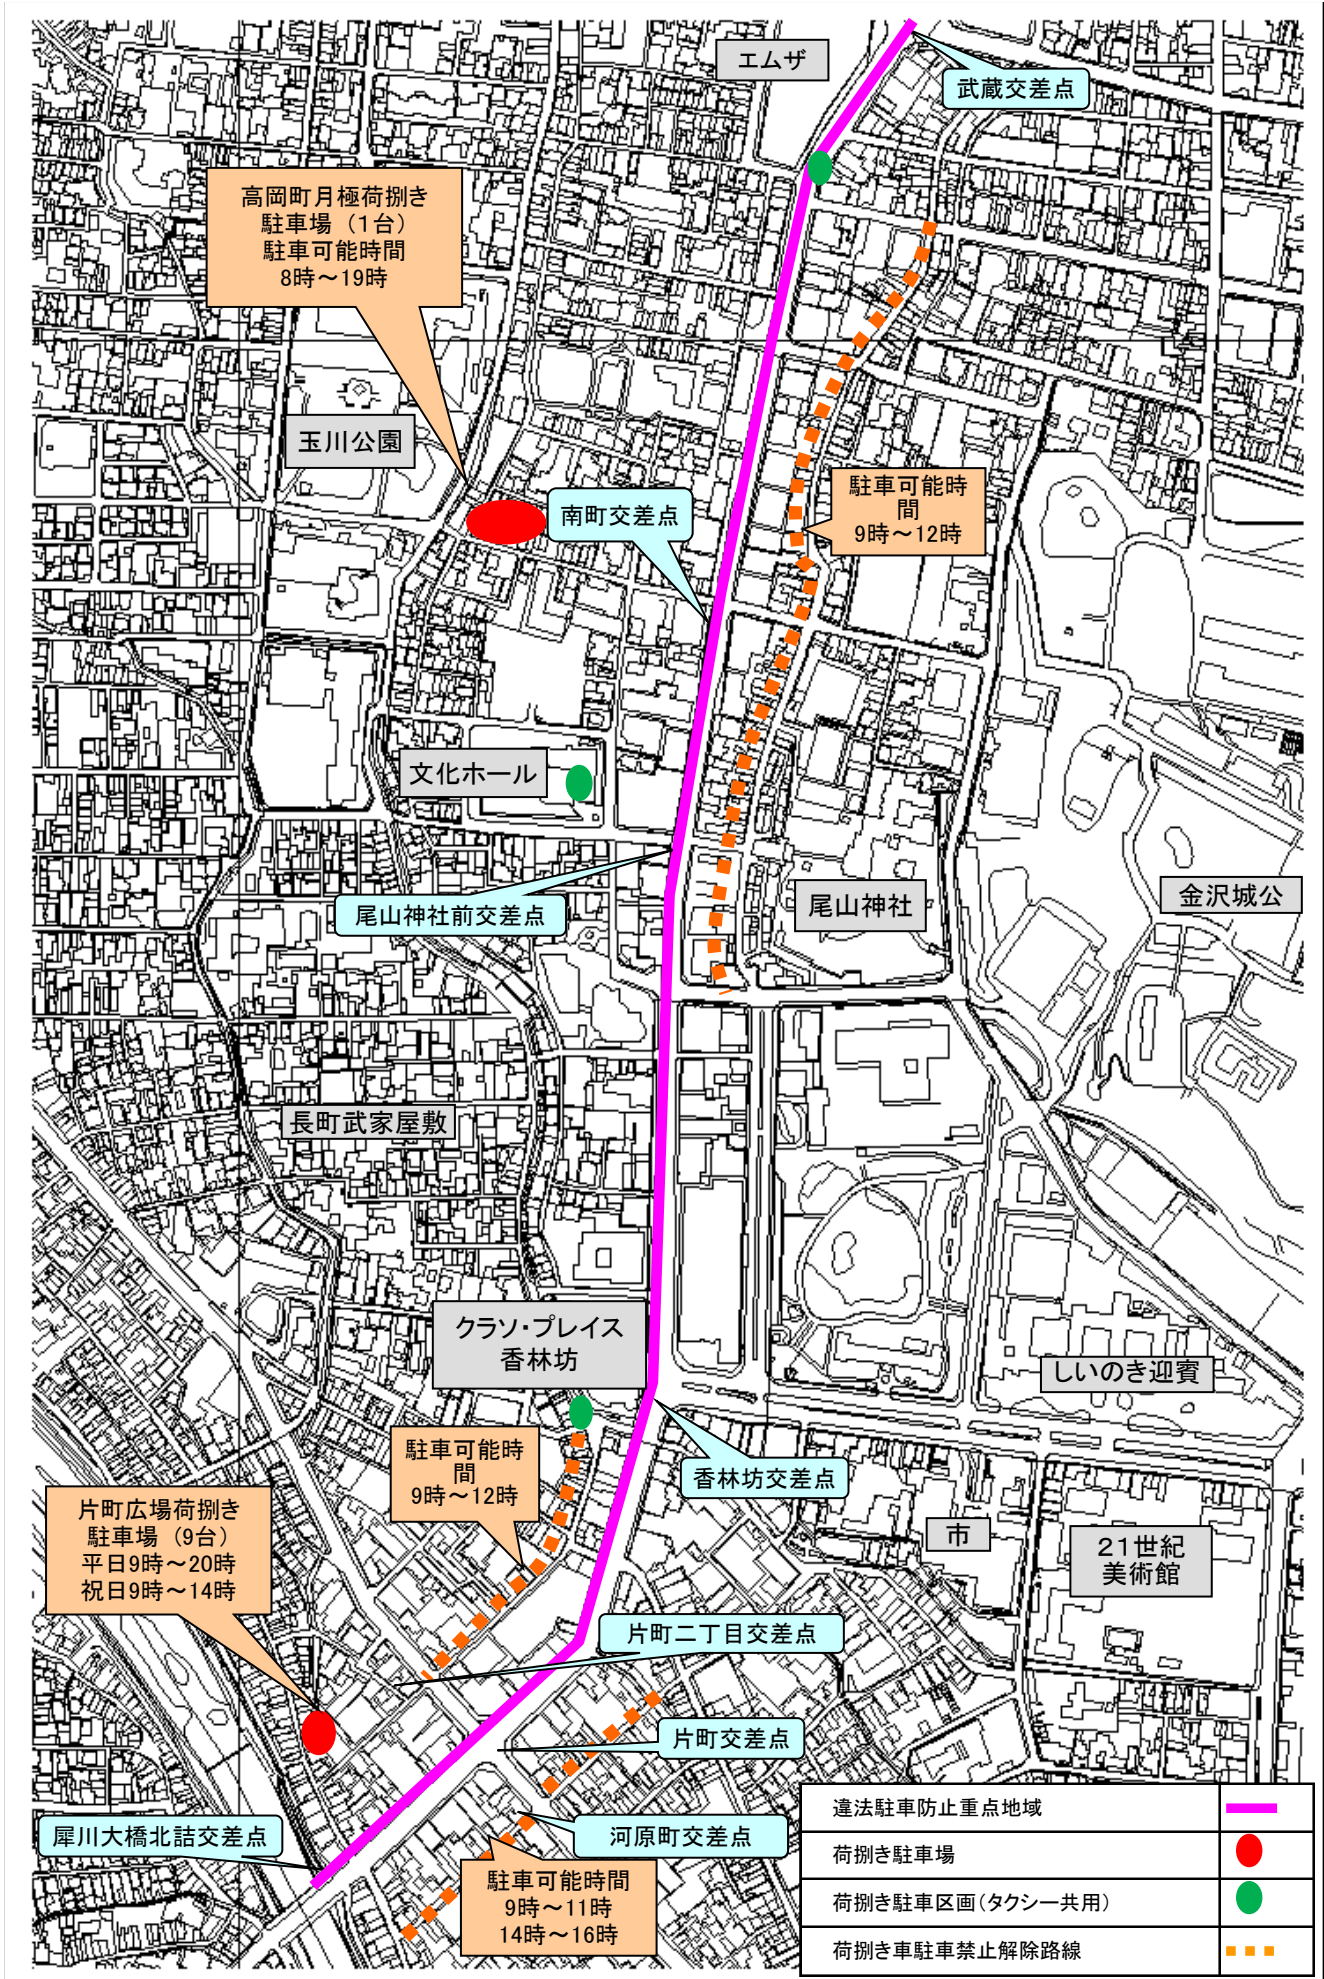 エムザ
武蔵交差点
高岡町月極荷捌き
駐車場（1台）
駐車可能時間
8時～19時
玉川公園
南町交差点
駐車可能時
間
9時～12時
文化ホール
尾山神社前交差点
尾山神社
金沢城公
長町武家屋敷
クラソ・プレイス
香林坊
しいのき迎賓
駐車可能時
間
9時～12時
香林坊交差点
片町広場荷捌き
駐車場（9台）
平日9時～20時
祝日9時～14時
市
21世紀
美術館
片町二丁目交差点
片町交差点
犀川大橋北詰交差点
河原町交差点
駐車可能時間
9時～11時
14時～16時
違法駐車防止重点地域
荷捌き駐車場
荷捌き駐車区画（タクシー共用）
荷捌き車駐車禁止解除路線